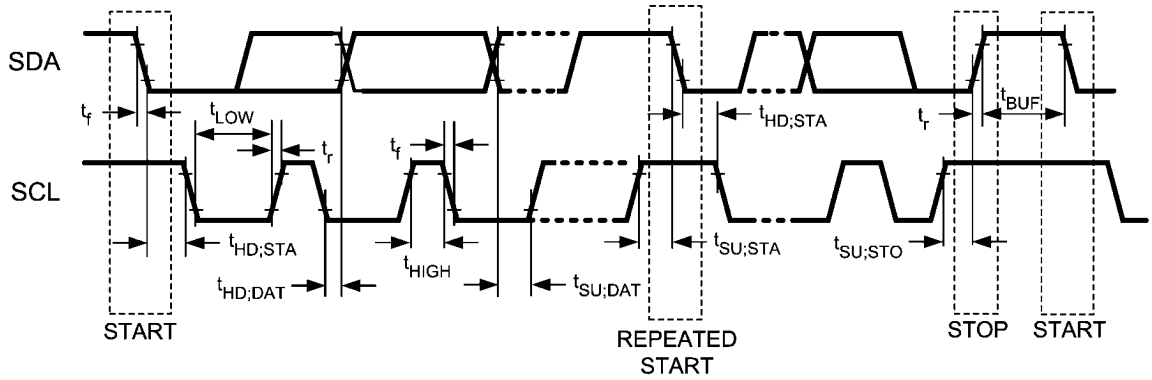 SDA
t_f
t_LOW
t_r
t_f
t_HD;STA
t_r
t_BUF
SCL
t_HD;STA
t_HD;DAT
t_HIGH
t_SU;DAT
t_SU;STA
t_SU;STO
START
REPEATED
START
STOP
START